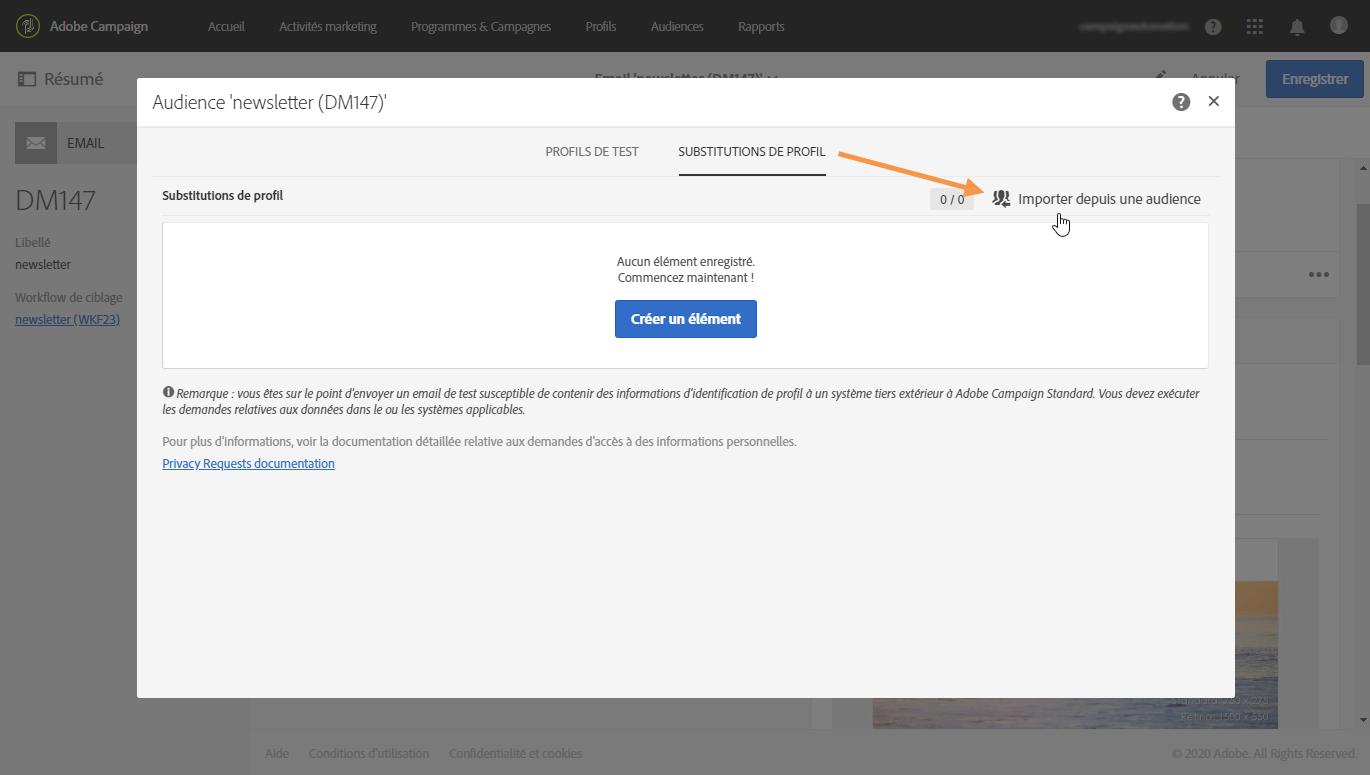 Adobe Campaign
Accueil
Activités marketing
Programmes & Campagnes
Profils
Audiences
Rapports
Résumé
Email 'newsletter (DM147)'
Annuler
Enregistrer
Audience 'newsletter (DM147)'
EMAIL
PROFILS DE TEST
SUBSTITUTIONS DE PROFIL
DM147
Substitutions de profil
0 / 0
Importer depuis une audience
Libellé
newsletter
Workflow de ciblage
newsletter (WKF23)
Aucun élément enregistré.
Commencez maintenant !
Créer un élément
Remarque : vous êtes sur le point d'envoyer un email de test susceptible de contenir des informations d'identification de profil à un système tiers extérieur à Adobe Campaign Standard. Vous devez exécuter
les demandes relatives aux données dans le ou les systèmes applicables.
Pour plus d'informations, voir la documentation détaillée relative aux demandes d'accès à des informations personnelles.
Privacy Requests documentation
Retina: 1500 x 550
Aide
Conditions d'utilisation
Confidentialité et cookies
© 2020 Adobe. All Rights Reserved.